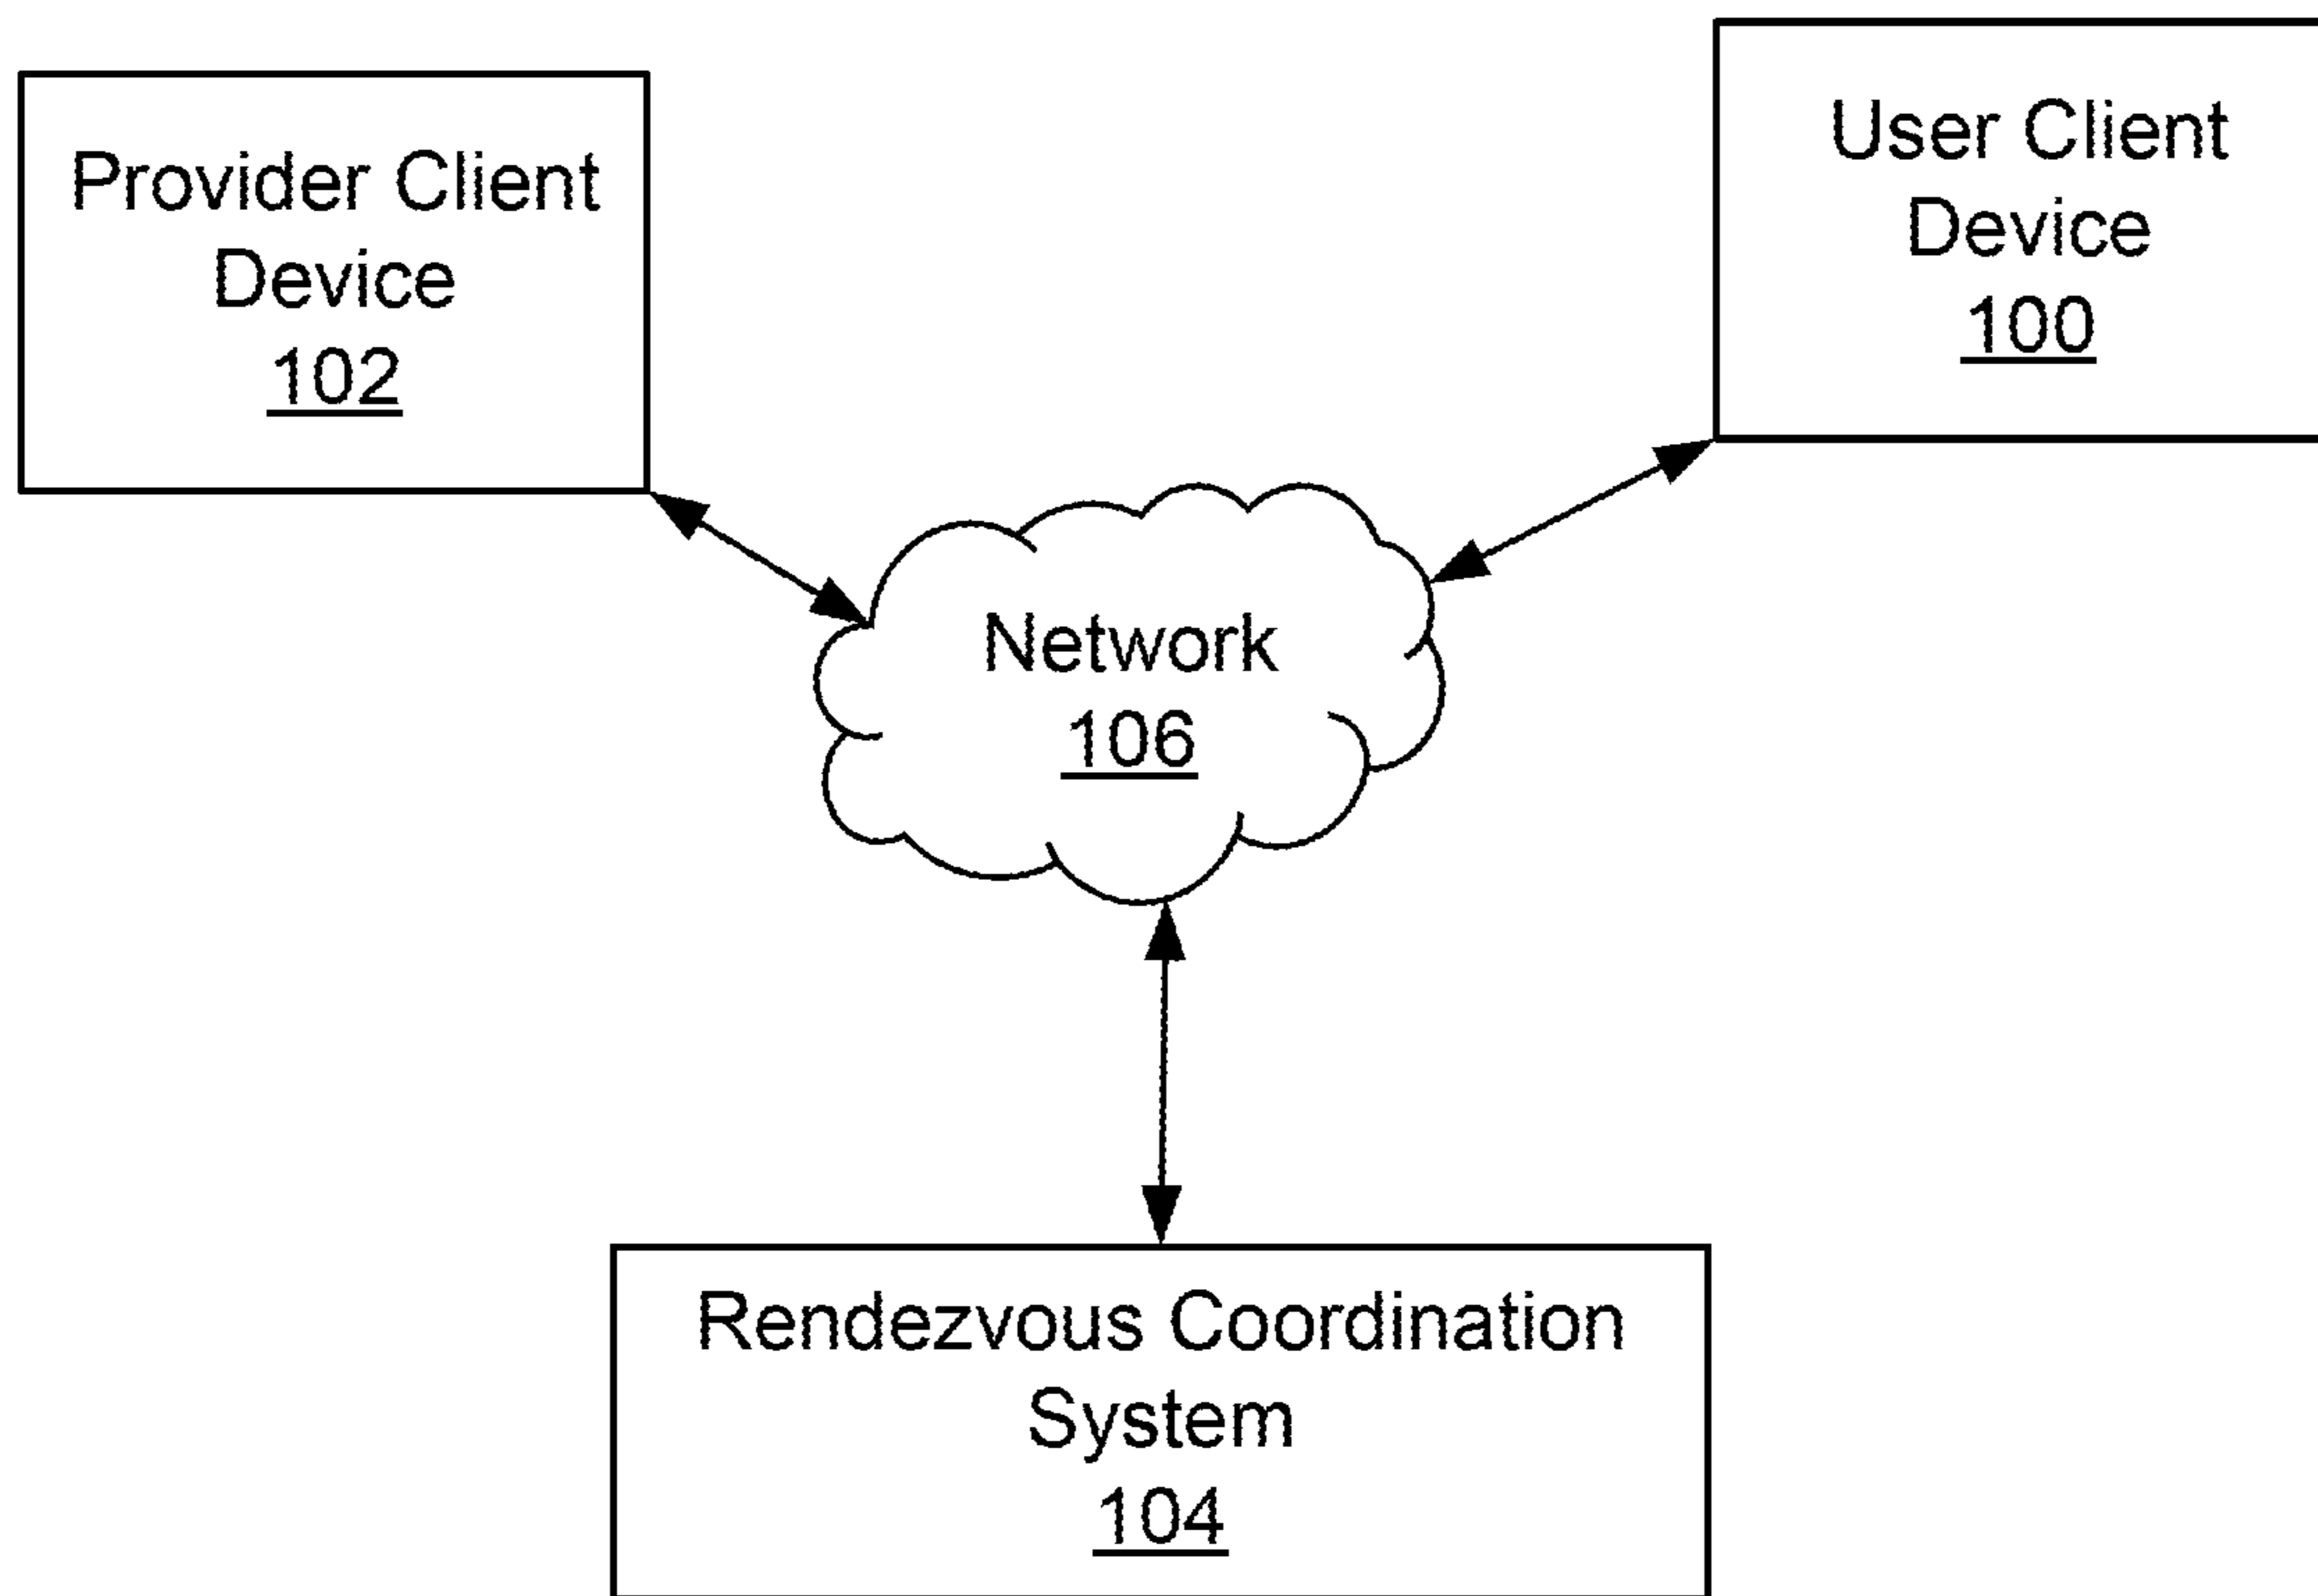 Provider Client
Device
102
User Client
Device
100
Network
106
Rendezvous Coordination
System
104